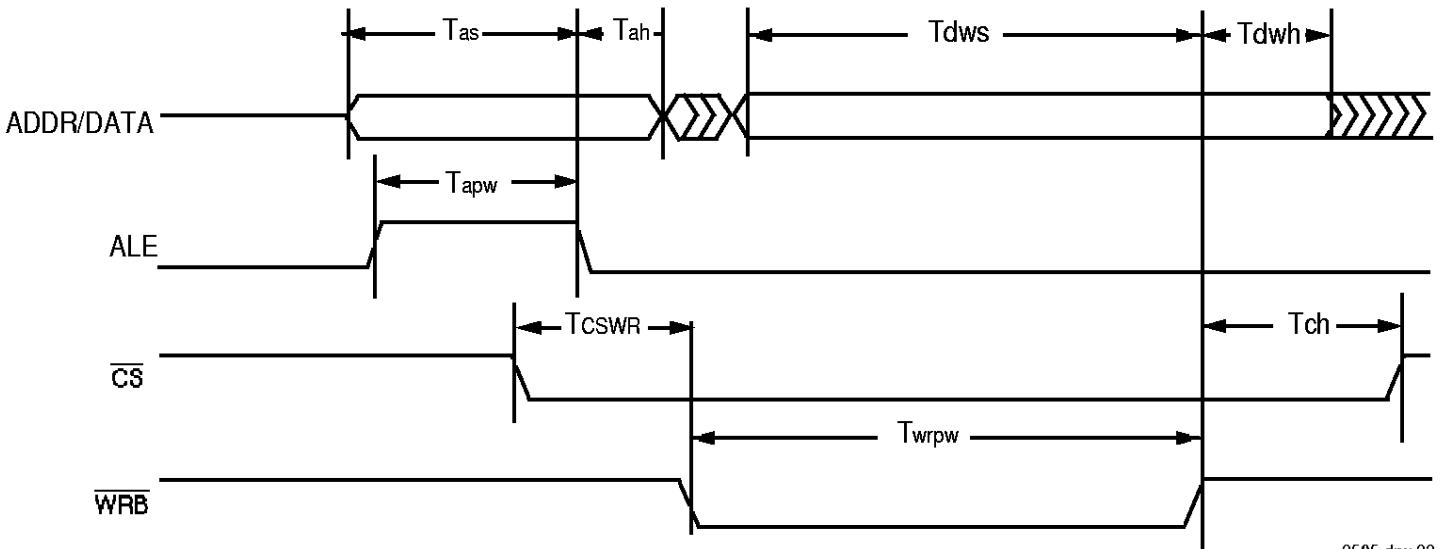 Tas Tah Tdws Tdwh
ADDR/DATA
Tapw
ALE
TCSWR Tch
CS
Twrpw
WRB